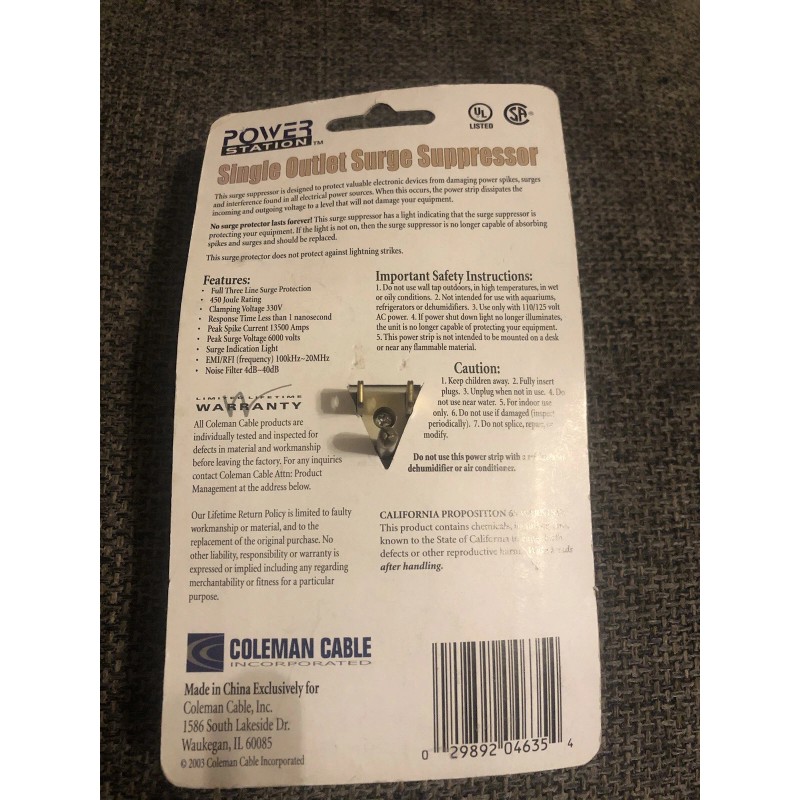 POWER
STATION™
UL
LISTED
SA®
Single Outlet Surge Suppressor
This surge suppressor is designed to protect valuable electronic devices from damaging power spikes, surges
and interference found in all electrical power sources. When this occurs, the power strip dissipates the
incoming and outgoing voltage to a level that will not damage your equipment.
No surge protector lasts forever! This surge suppressor has a light indicating that the surge suppressor is
protecting your equipment. If the light is not on, then the surge suppressor is no longer capable of absorbing
spikes and surges and should be replaced.
This surge protector does not protect against lightning strikes.
Features:
• Full Three Line Surge Protection
• 450 Joule Rating
• Clamping Voltage 330V
• Response Time Less than 1 nanosecond
• Peak Spike Current 13500 Amps
• Peak Surge Voltage 6000 volts
• Surge Indication Light
• EMI/RFI (frequency) 100kHz~20MHz
• Noise Filter 4dB~40dB
LIMITED LIFETIME
WARRANTY
All Coleman Cable products are
individually tested and inspected for
defects in material and workmanship
before leaving the factory. For any inquiries
contact Coleman Cable Attn: Product
Management at the address below.
Our Lifetime Return Policy is limited to faulty
workmanship or material, and to the
replacement of the original purchase. No
other liability, responsibility or warranty is
expressed or implied including any regarding
merchantability or fitness for a particular
purpose.
Important Safety Instructions:
1. Do not use wall tap outdoors, in high temperatures, in wet
or oily conditions. 2. Not intended for use with aquariums,
refrigerators or dehumidifiers. 3. Use only with 110/125 volt
AC power. 4. If power shut down light no longer illuminates,
the unit is no longer capable of protecting your equipment.
5. This power strip is not intended to be mounted on a desk
or near any flammable material.
Caution:
1. Keep children away. 2. Fully insert
plugs. 3. Unplug when not in use. 4. Do
not use near water. 5. For indoor use
only. 6. Do not use if damaged (inspect
periodically). 7. Do not splice, repair, or
modify.
Do not use this power strip with a
dehumidifier or air conditioner.
CALIFORNIA PROPOSITION
This product contains chemicals,
known to the State of California
defects or other reproductive harm.
after handling.
COLEMAN CABLE
INCORPORATED
Made in China Exclusively for
Coleman Cable, Inc.
1586 South Lakeside Dr.
Waukegan, IL 60085
© 2003 Coleman Cable Incorporated
0 29892 04635 4